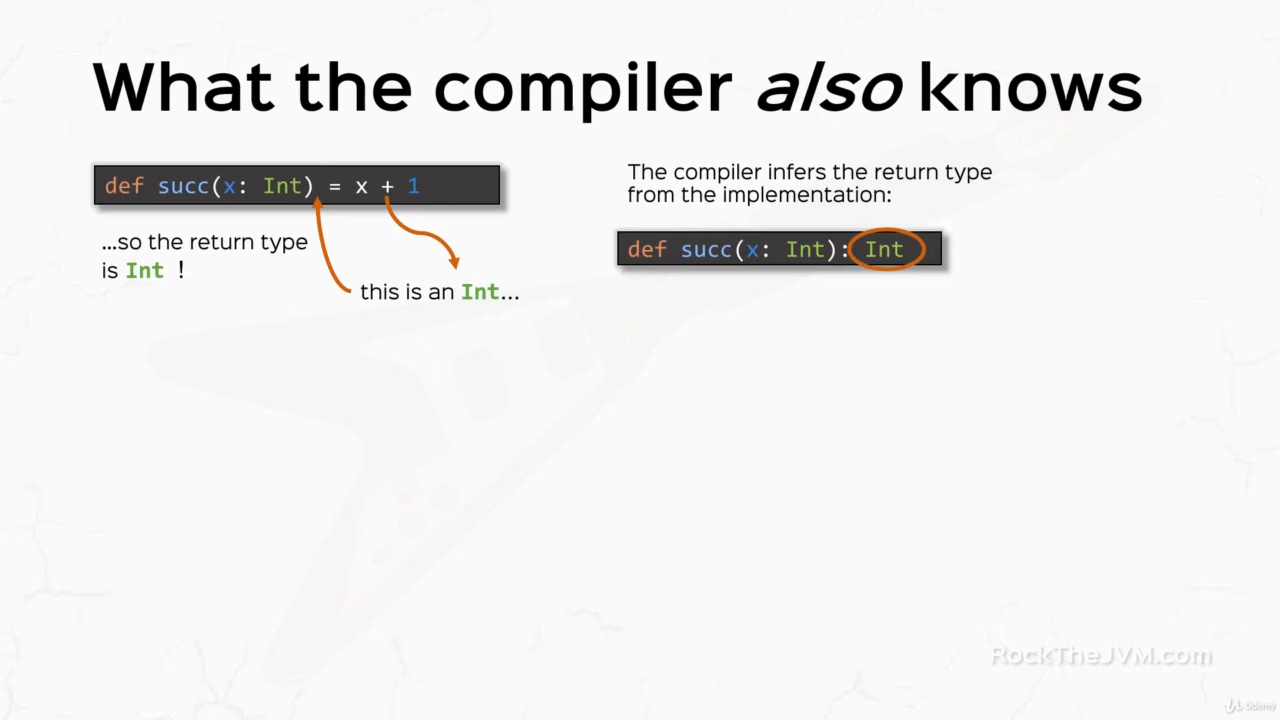 What the compiler also knows
def succ(x: Int) = x + 1
...so the return type
is Int !
this is an Int...
The compiler infers the return type
from the implementation:
def succ(x: Int): Int
RockTheJVM.com
Udemy